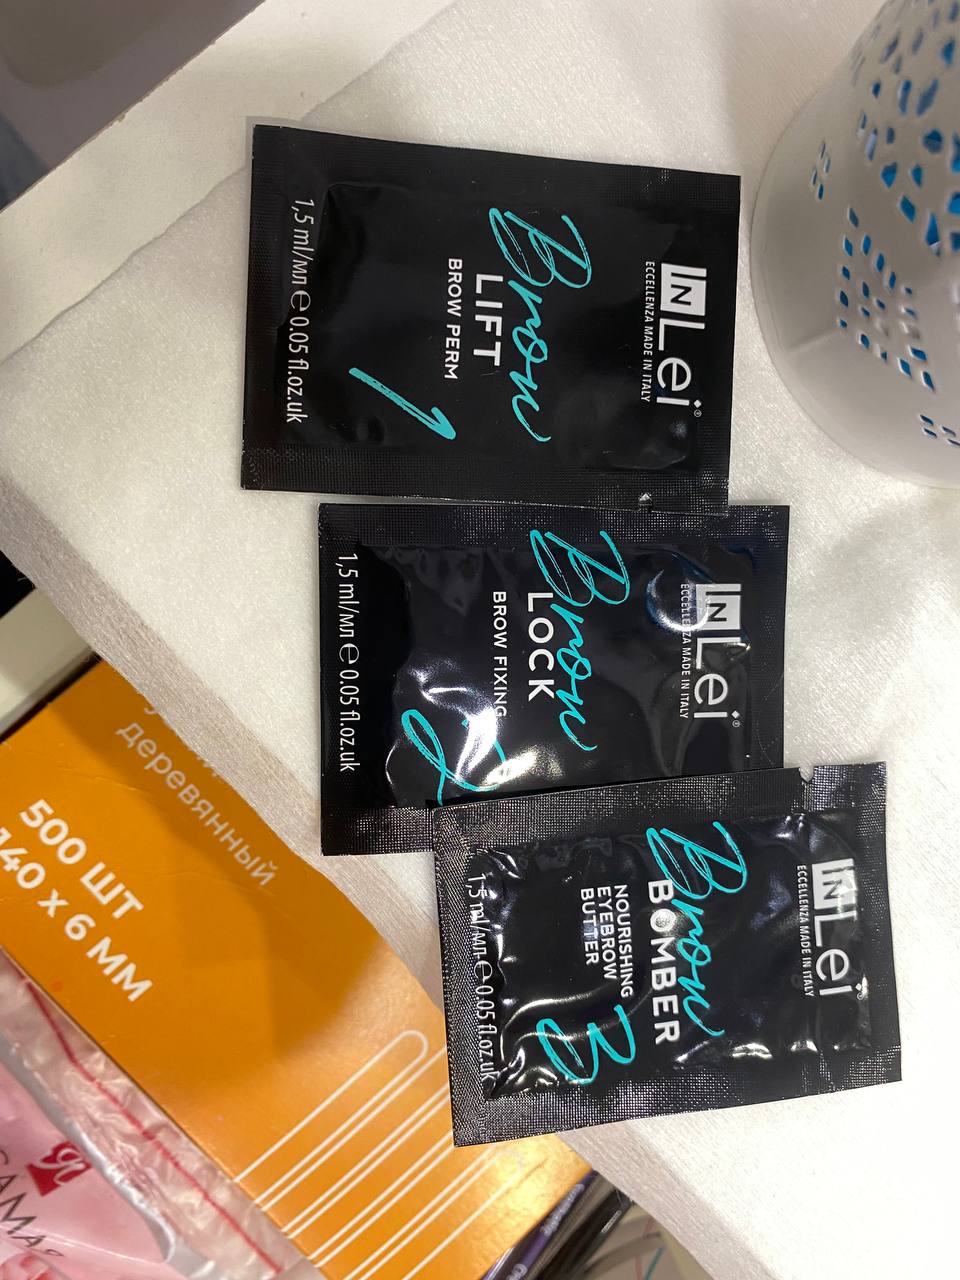 InLei®
ECCELLENZA MADE IN ITALY
Brow
LIFT
BROW PERM
1
1,5 ml/мл e 0.05 fl.oz.uk
InLei®
ECCELLENZA MADE IN ITALY
Brow
LOCK
BROW FIXING
2
1,5 ml/мл e 0.05 fl.oz.uk
InLei®
ECCELLENZA MADE IN ITALY
Brow
BOMBER
NOURISHING
EYEBROW
BUTTER
3
1,5 ml/мл e 0.05 fl.oz.uk
деревянный
500 ШТ
140 х 6 ММ
Я
САМАЯ